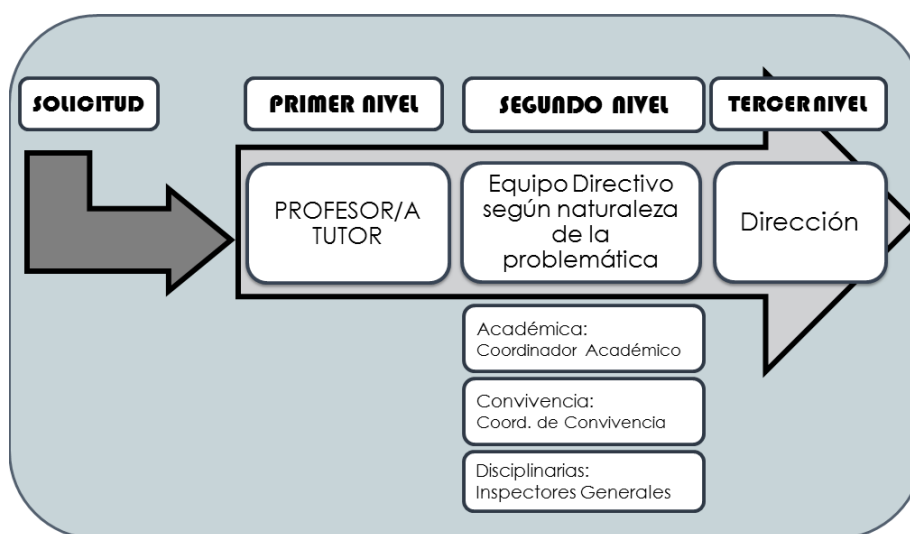 SOLICITUD
PRIMER NIVEL
SEGUNDO NIVEL
TERCER NIVEL
PROFESOR/A
TUTOR
Equipo Directivo
según naturaleza
de la
problemática
Dirección
Académica:
Coordinador Académico
Convivencia:
Coord. de Convivencia
Disciplinarias:
Inspectores Generales